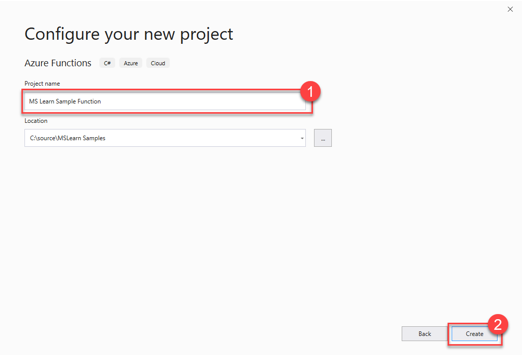 Configure your new project
Azure Functions C# Azure Cloud
Project name
MS Learn Sample Function
1
Location
C:\source\MSLearn Samples
...
2
Back Create